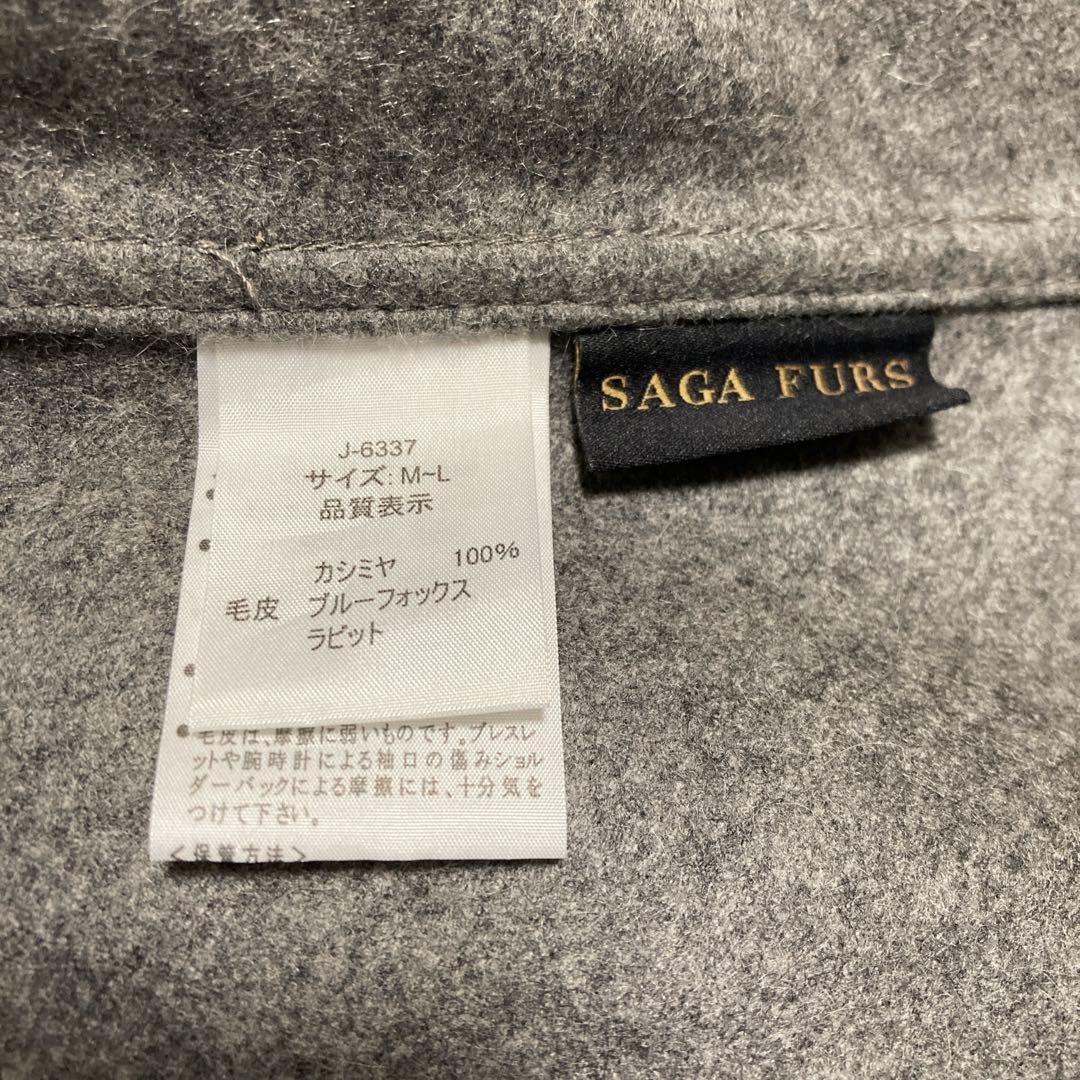 J-6337
サイズ: M~L
品質表示
カシミヤ 100%
毛皮 ブルーフォックス
ラビット
毛皮は、摩擦に弱いものです。ブレスレ
ットや腕時計による袖口の傷みショル
ダーバックによる摩擦には、十分気を
つけて下さい。
<保管方法>
SAGA FURS